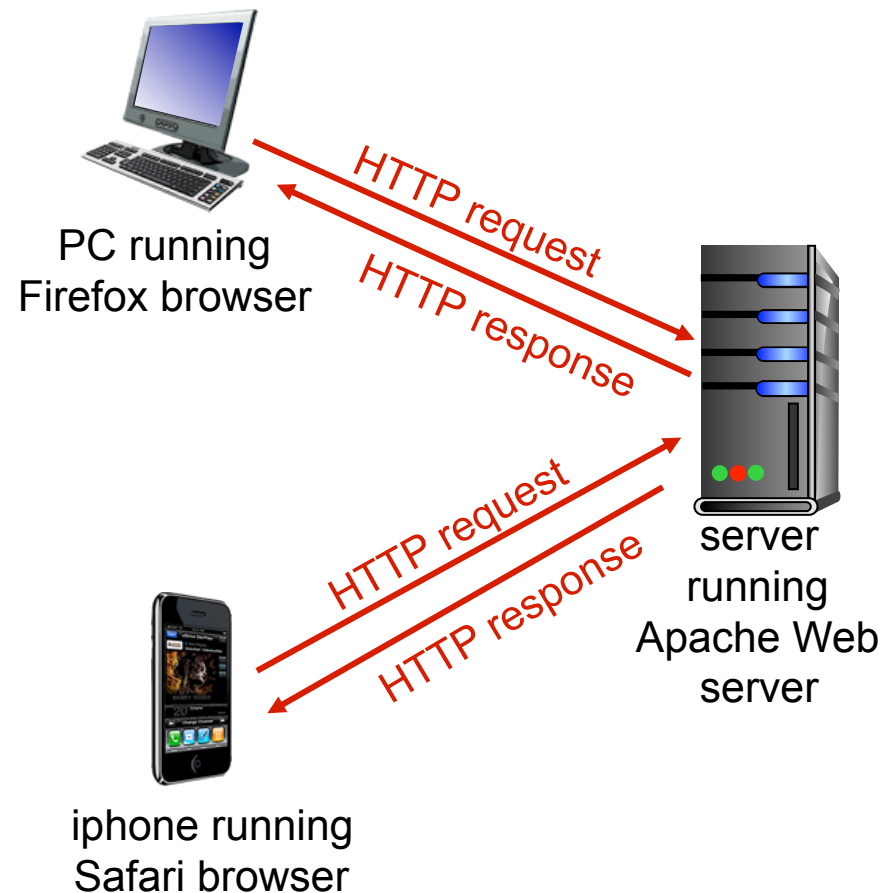 PC running
Firefox browser
HTTP request
HTTP response
HTTP request
HTTP response
server
running
Apache Web
server
iphone running
Safari browser